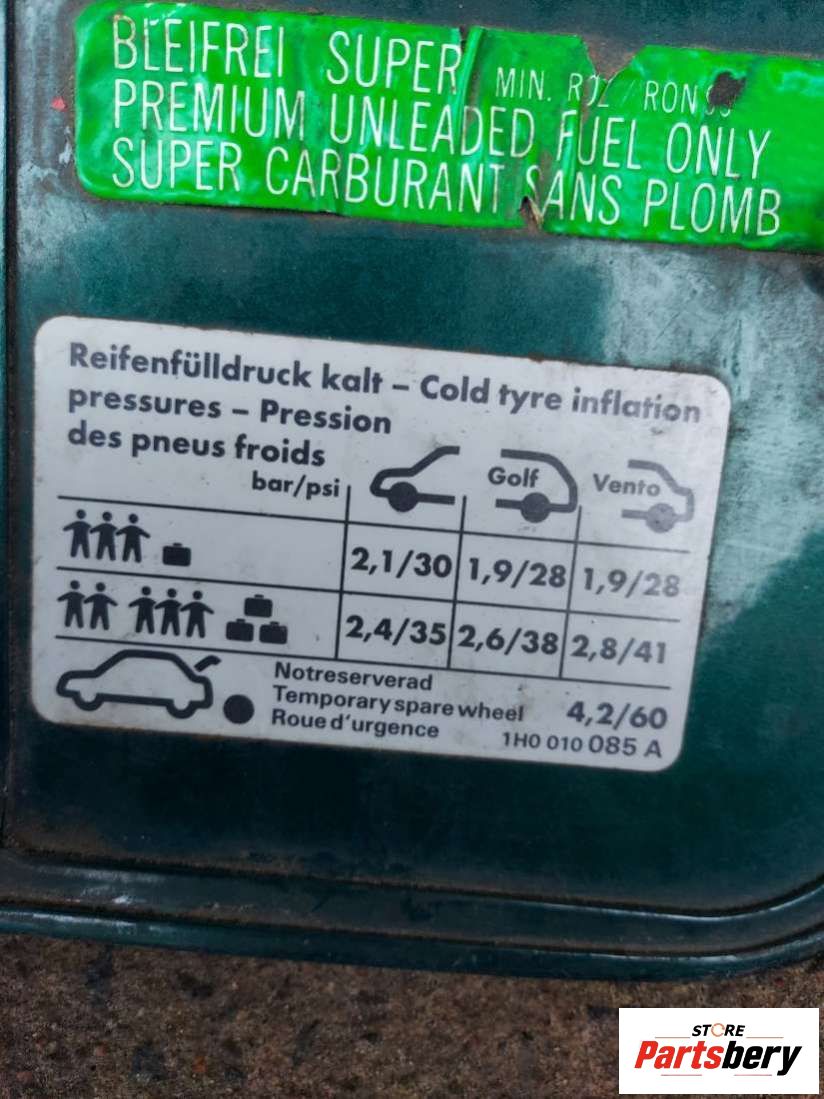 BLEIFREI SUPER MIN. / RON
PREMIUM UNLEADED FUEL ONLY
SUPER CARBURANT SANS PLOMB
Reifenfülldruck kalt – Cold tyre inflation
pressures – Pression
des pneus froids
bar/psi Golf Vento
2,1/30 1,9/28 1,9/28
2,4/35 2,6/38 2,8/41
Notreserverad
Temporary spare wheel 4,2/60
Roue d'urgence 1H0 010 085 A
STORE
Partsbery